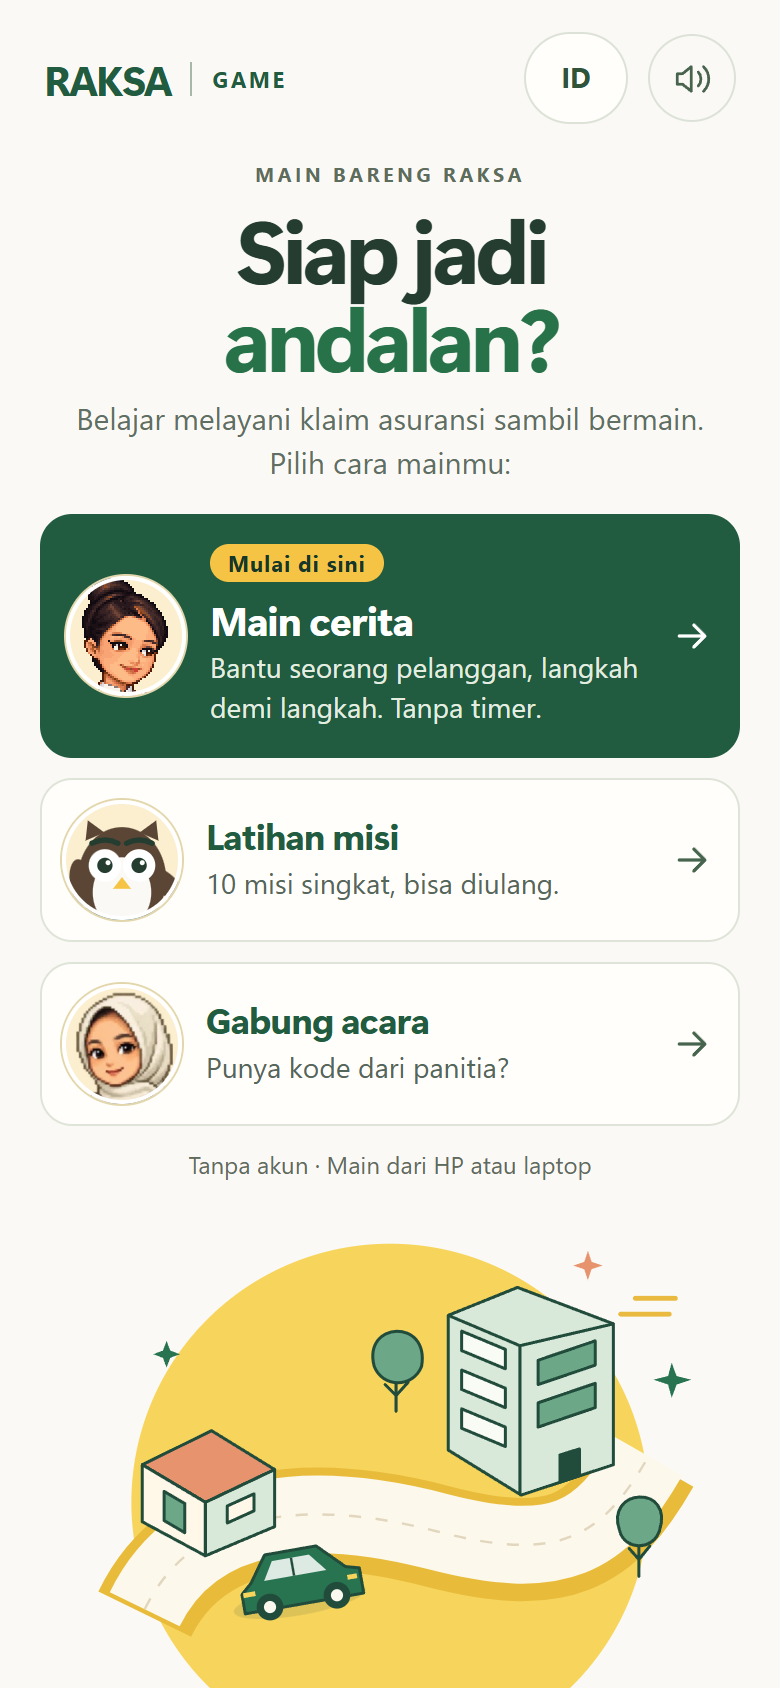 RAKSA GAME ID
MAIN BARENG RAKSA
Siap jadi
andalan?
Belajar melayani klaim asuransi sambil bermain.
Pilih cara mainmu:
Mulai di sini
Main cerita
Bantu seorang pelanggan, langkah
demi langkah. Tanpa timer.
Latihan misi
10 misi singkat, bisa diulang.
Gabung acara
Punya kode dari panitia?
Tanpa akun · Main dari HP atau laptop